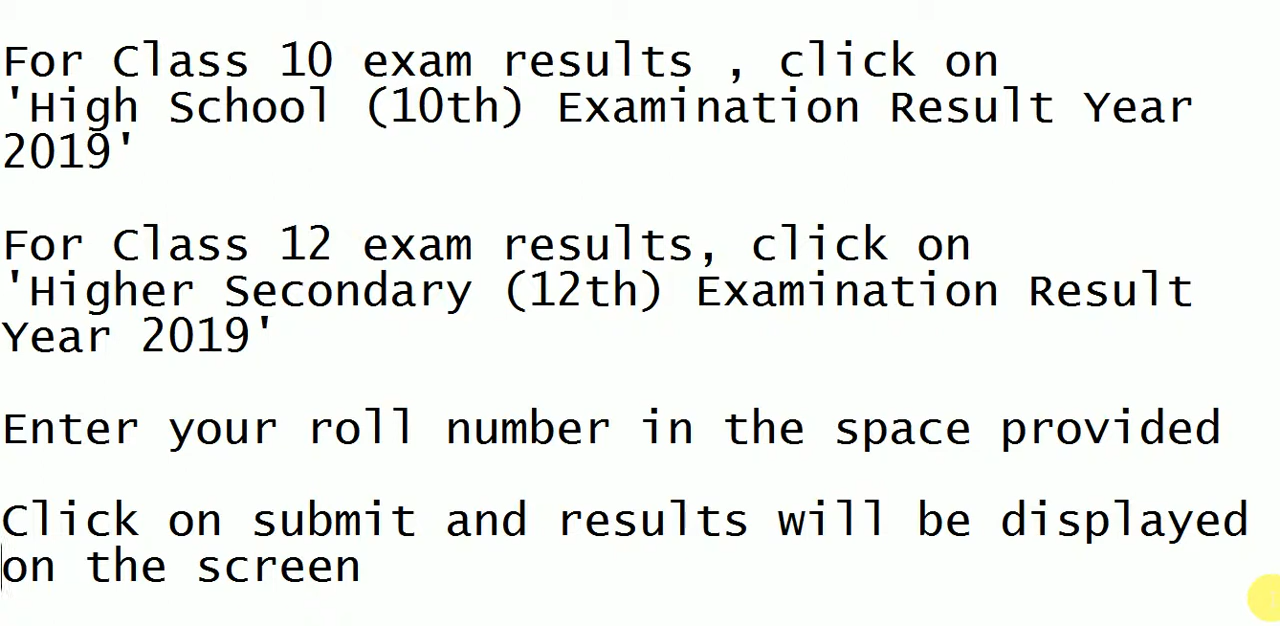 For Class 10 exam results , click on
'High School (10th) Examination Result Year
2019'
For Class 12 exam results, click on
'Higher Secondary (12th) Examination Result
Year 2019'
Enter your roll number in the space provided
Click on submit and results will be displayed
on the screen